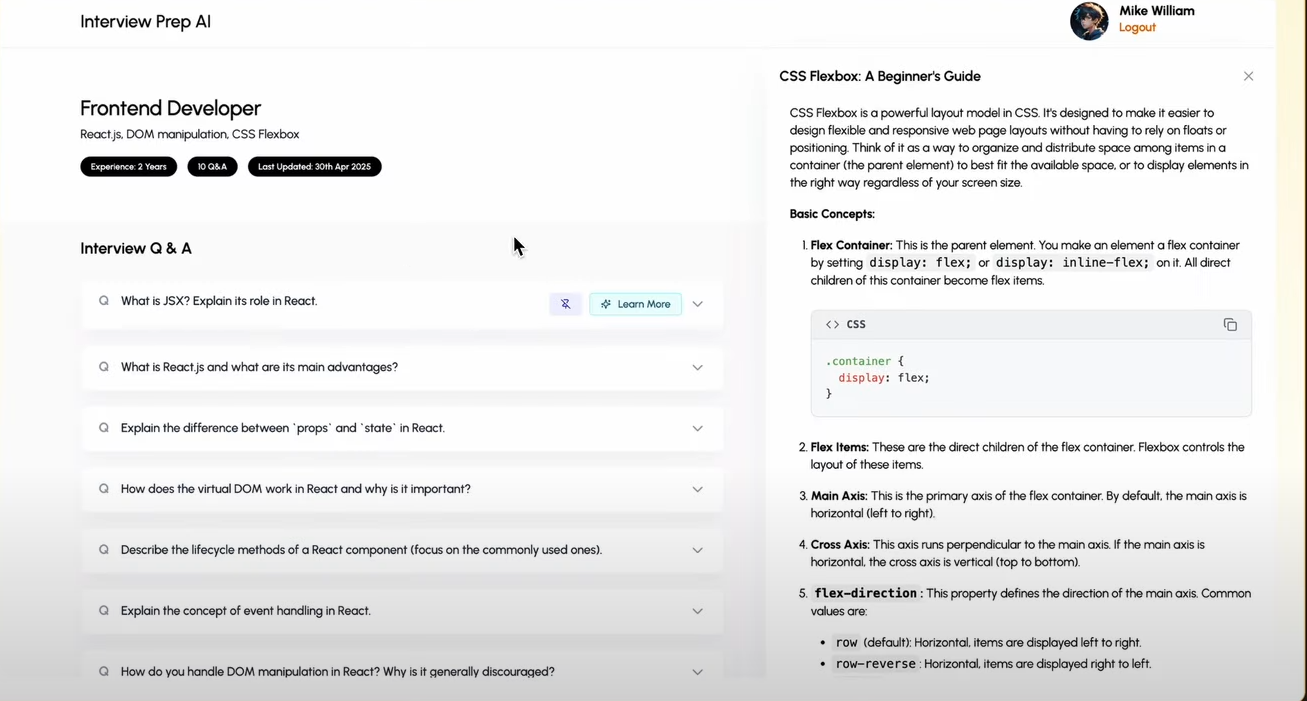 Interview Prep AI
Mike William
Logout
Frontend Developer
React.js, DOM manipulation, CSS Flexbox
Experience: 2 Years
10 Q&A
Last Updated: 30th Apr 2025
Interview Q & A
Q What is JSX? Explain its role in React.
Learn More
Q What is React.js and what are its main advantages?
Q Explain the difference between `props` and `state` in React.
Q How does the virtual DOM work in React and why is it important?
Q Describe the lifecycle methods of a React component (focus on the commonly used ones).
Q Explain the concept of event handling in React.
Q How do you handle DOM manipulation in React? Why is it generally discouraged?
CSS Flexbox: A Beginner's Guide
CSS Flexbox is a powerful layout model in CSS. It's designed to make it easier to
design flexible and responsive web page layouts without having to rely on floats or
positioning. Think of it as a way to organize and distribute space among items in a
container (the parent element) to best fit the available space, or to display elements in
the right way regardless of your screen size.
Basic Concepts:
1. Flex Container: This is the parent element. You make an element a flex container
by setting display: flex; or display: inline-flex; on it. All direct
children of this container become flex items.
<> CSS
.container {
  display: flex;
}
2. Flex Items: These are the direct children of the flex container. Flexbox controls the
layout of these items.
3. Main Axis: This is the primary axis of the flex container. By default, the main axis is
horizontal (left to right).
4. Cross Axis: This axis runs perpendicular to the main axis. If the main axis is
horizontal, the cross axis is vertical (top to bottom).
5. flex-direction : This property defines the direction of the main axis. Common
values are:
• row (default): Horizontal, items are displayed left to right.
• row-reverse : Horizontal, items are displayed right to left.